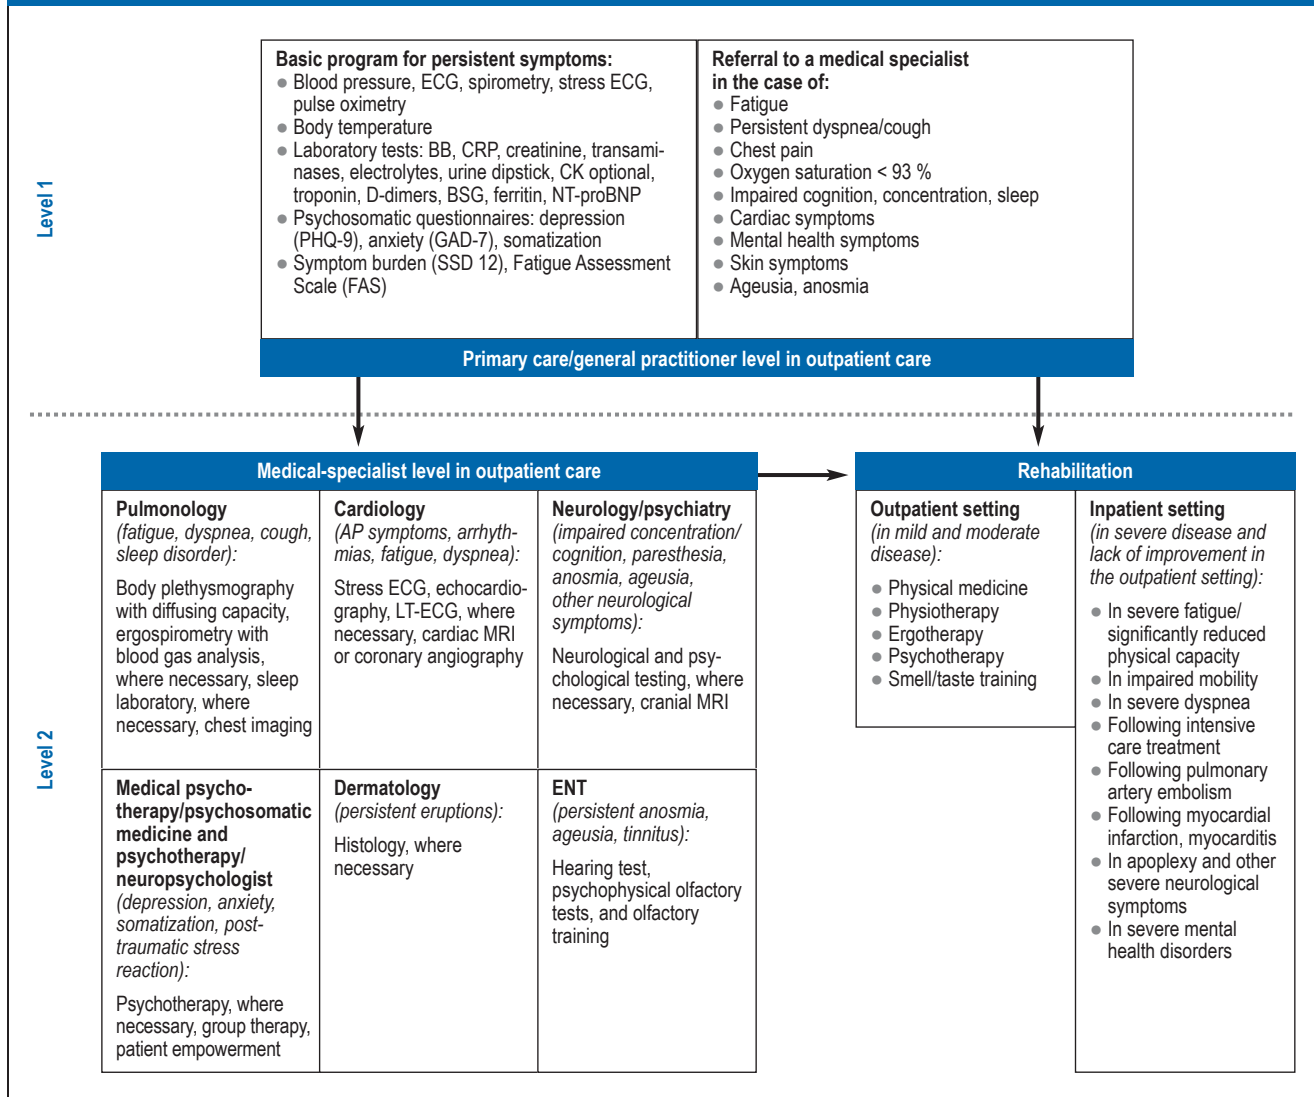 Level 1
Basic program for persistent symptoms:
● Blood pressure, ECG, spirometry, stress ECG,
pulse oximetry
● Body temperature
● Laboratory tests: BB, CRP, creatinine, transami-
nases, electrolytes, urine dipstick, CK optional,
troponin, D-dimers, BSG, ferritin, NT-proBNP
● Psychosomatic questionnaires: depression
(PHQ-9), anxiety (GAD-7), somatization
● Symptom burden (SSD 12), Fatigue Assessment
Scale (FAS)
Referral to a medical specialist
in the case of:
● Fatigue
● Persistent dyspnea/cough
● Chest pain
● Oxygen saturation < 93 %
● Impaired cognition, concentration, sleep
● Cardiac symptoms
● Mental health symptoms
● Skin symptoms
● Ageusia, anosmia
Primary care/general practitioner level in outpatient care
Level 2
Medical-specialist level in outpatient care
Pulmonology
(fatigue, dyspnea, cough,
sleep disorder):
Body plethysmography
with diffusing capacity,
ergospirometry with
blood gas analysis,
where necessary, sleep
laboratory, where
necessary, chest imaging
Cardiology
(AP symptoms, arrhyth-
mias, fatigue, dyspnea):
Stress ECG, echocardio-
graphy, LT-ECG, where
necessary, cardiac MRI
or coronary angiography
Neurology/psychiatry
(impaired concentration/
cognition, paresthesia,
anosmia, ageusia,
other neurological
symptoms):
Neurological and psy-
chological testing, where
necessary, cranial MRI
Medical psycho-
therapy/psychosomatic
medicine and
psychotherapy/
neuropsychologist
(depression, anxiety,
somatization, post-
traumatic stress
reaction):
Psychotherapy, where
necessary, group therapy,
patient empowerment
Dermatology
(persistent eruptions):
Histology, where
necessary
ENT
(persistent anosmia,
ageusia, tinnitus):
Hearing test,
psychophysical olfactory
tests, and olfactory
training
Rehabilitation
Outpatient setting
(in mild and moderate
disease):
● Physical medicine
● Physiotherapy
● Ergotherapy
● Psychotherapy
● Smell/taste training
Inpatient setting
(in severe disease and
lack of improvement in
the outpatient setting):
● In severe fatigue/
significantly reduced
physical capacity
● In impaired mobility
● In severe dyspnea
● Following intensive
care treatment
● Following pulmonary
artery embolism
● Following myocardial
infarction, myocarditis
● In apoplexy and other
severe neurological
symptoms
● In severe mental
health disorders